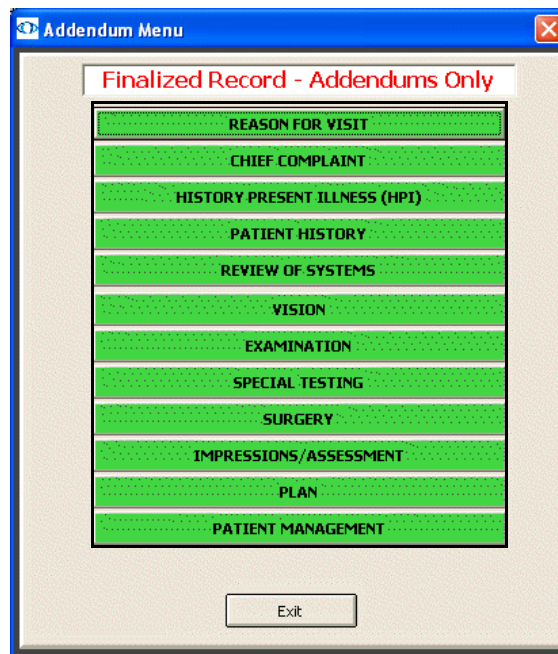 Addendum Menu
Finalized Record - Addendums Only
REASON FOR VISIT
CHIEF COMPLAINT
HISTORY PRESENT ILLNESS (HPI)
PATIENT HISTORY
REVIEW OF SYSTEMS
VISION
EXAMINATION
SPECIAL TESTING
SURGERY
IMPRESSIONS/ASSESSMENT
PLAN
PATIENT MANAGEMENT
Exit